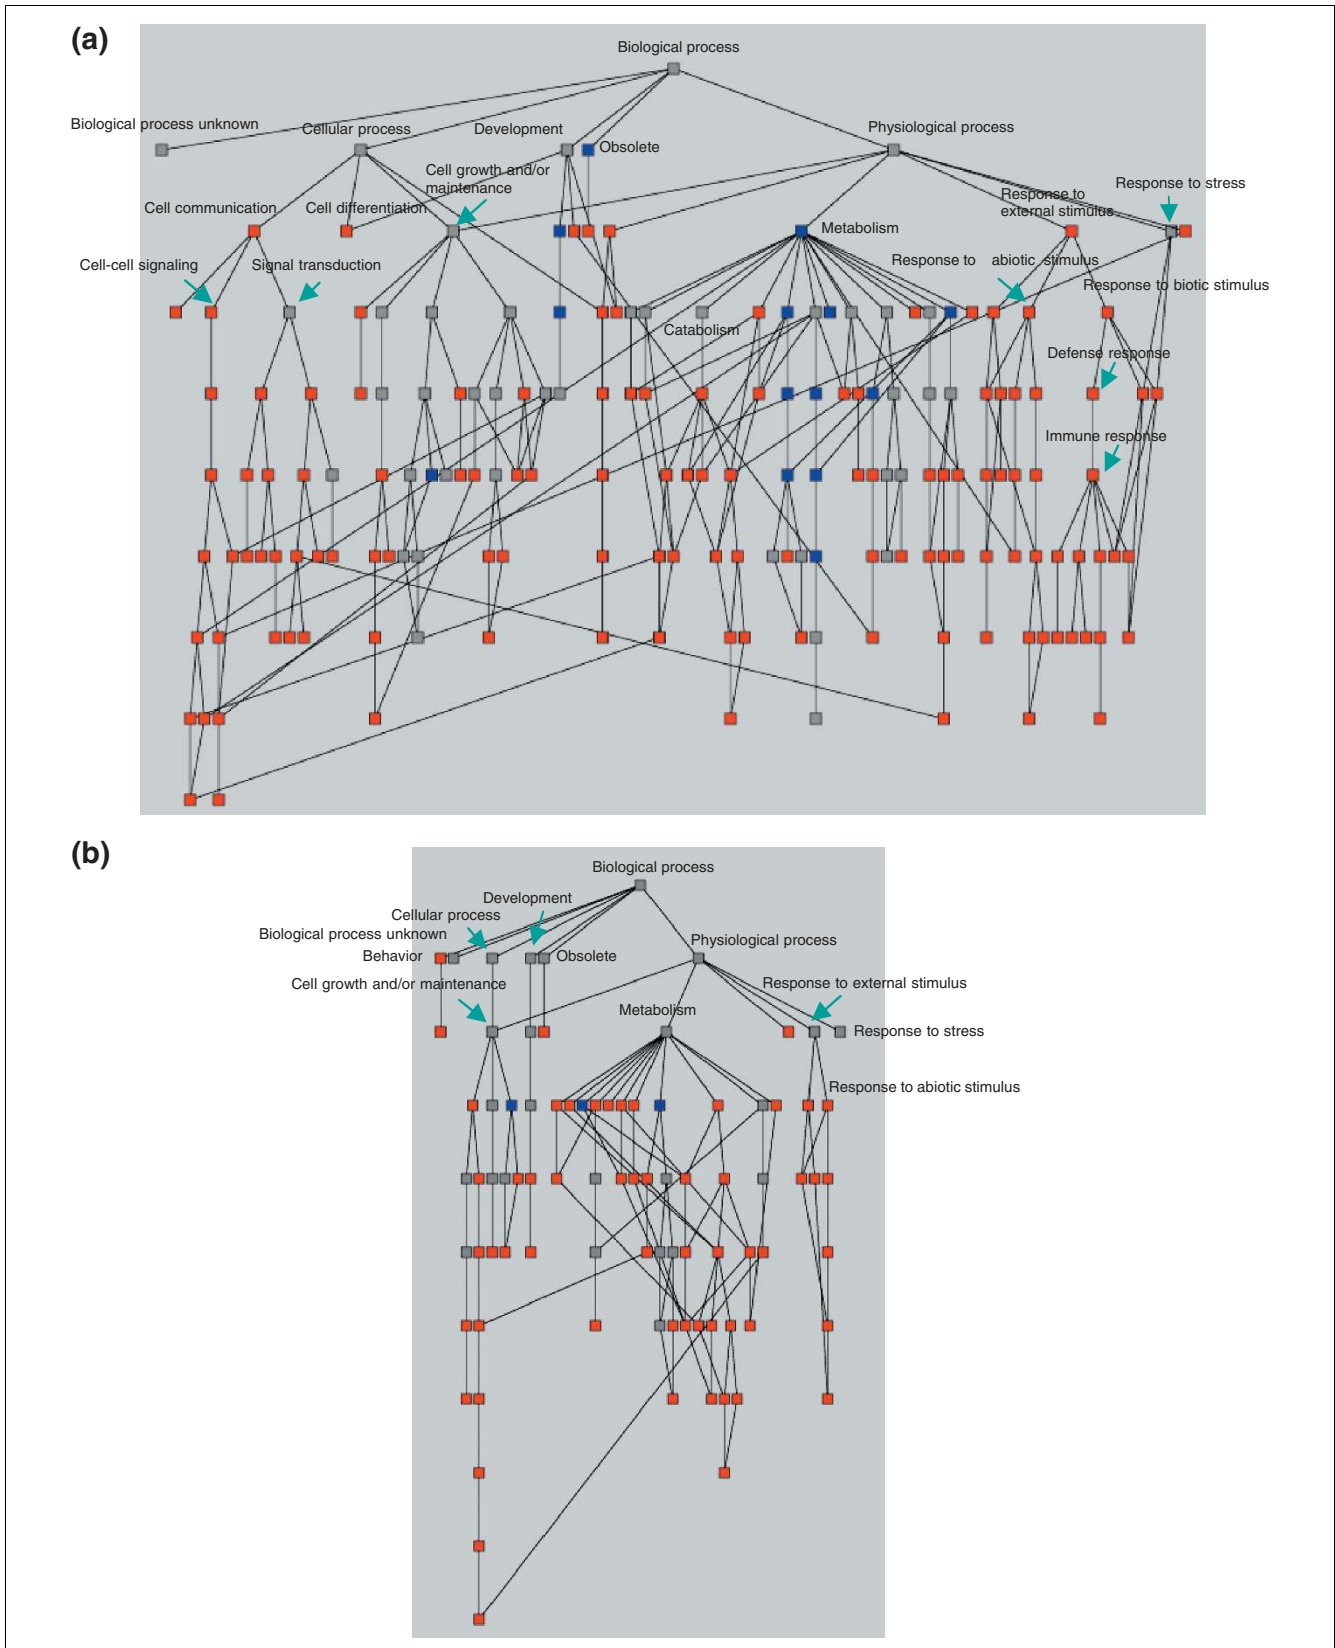 (a)
Biological process
Biological process unknown
Cellular process
Development
Obsolete
Physiological process
Cell growth and/or
maintenance
Response to stress
Cell communication
Cell differentiation
Response to
external stimulus
Metabolism
Cell-cell signaling
Signal transduction
Response to abiotic stimulus
Response to biotic stimulus
Catabolism
Defense response
Immune response
(b)
Biological process
Development
Cellular process
Biological process unknown
Physiological process
Behavior
Obsolete
Cell growth and/or maintenance
Response to external stimulus
Metabolism
Response to stress
Response to abiotic stimulus